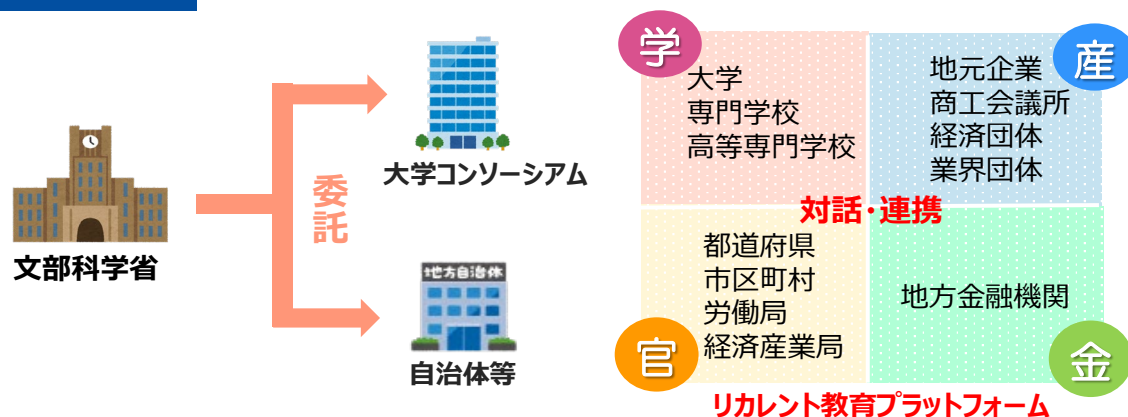 文部科学省
委託
大学コンソーシアム
地方自治体
自治体等
学
大学
専門学校
高等専門学校
産
地元企業
商工会議所
経済団体
業界団体
対話・連携
官
都道府県
市区町村
労働局
経済産業局
金
地方金融機関
リカレント教育プラットフォーム